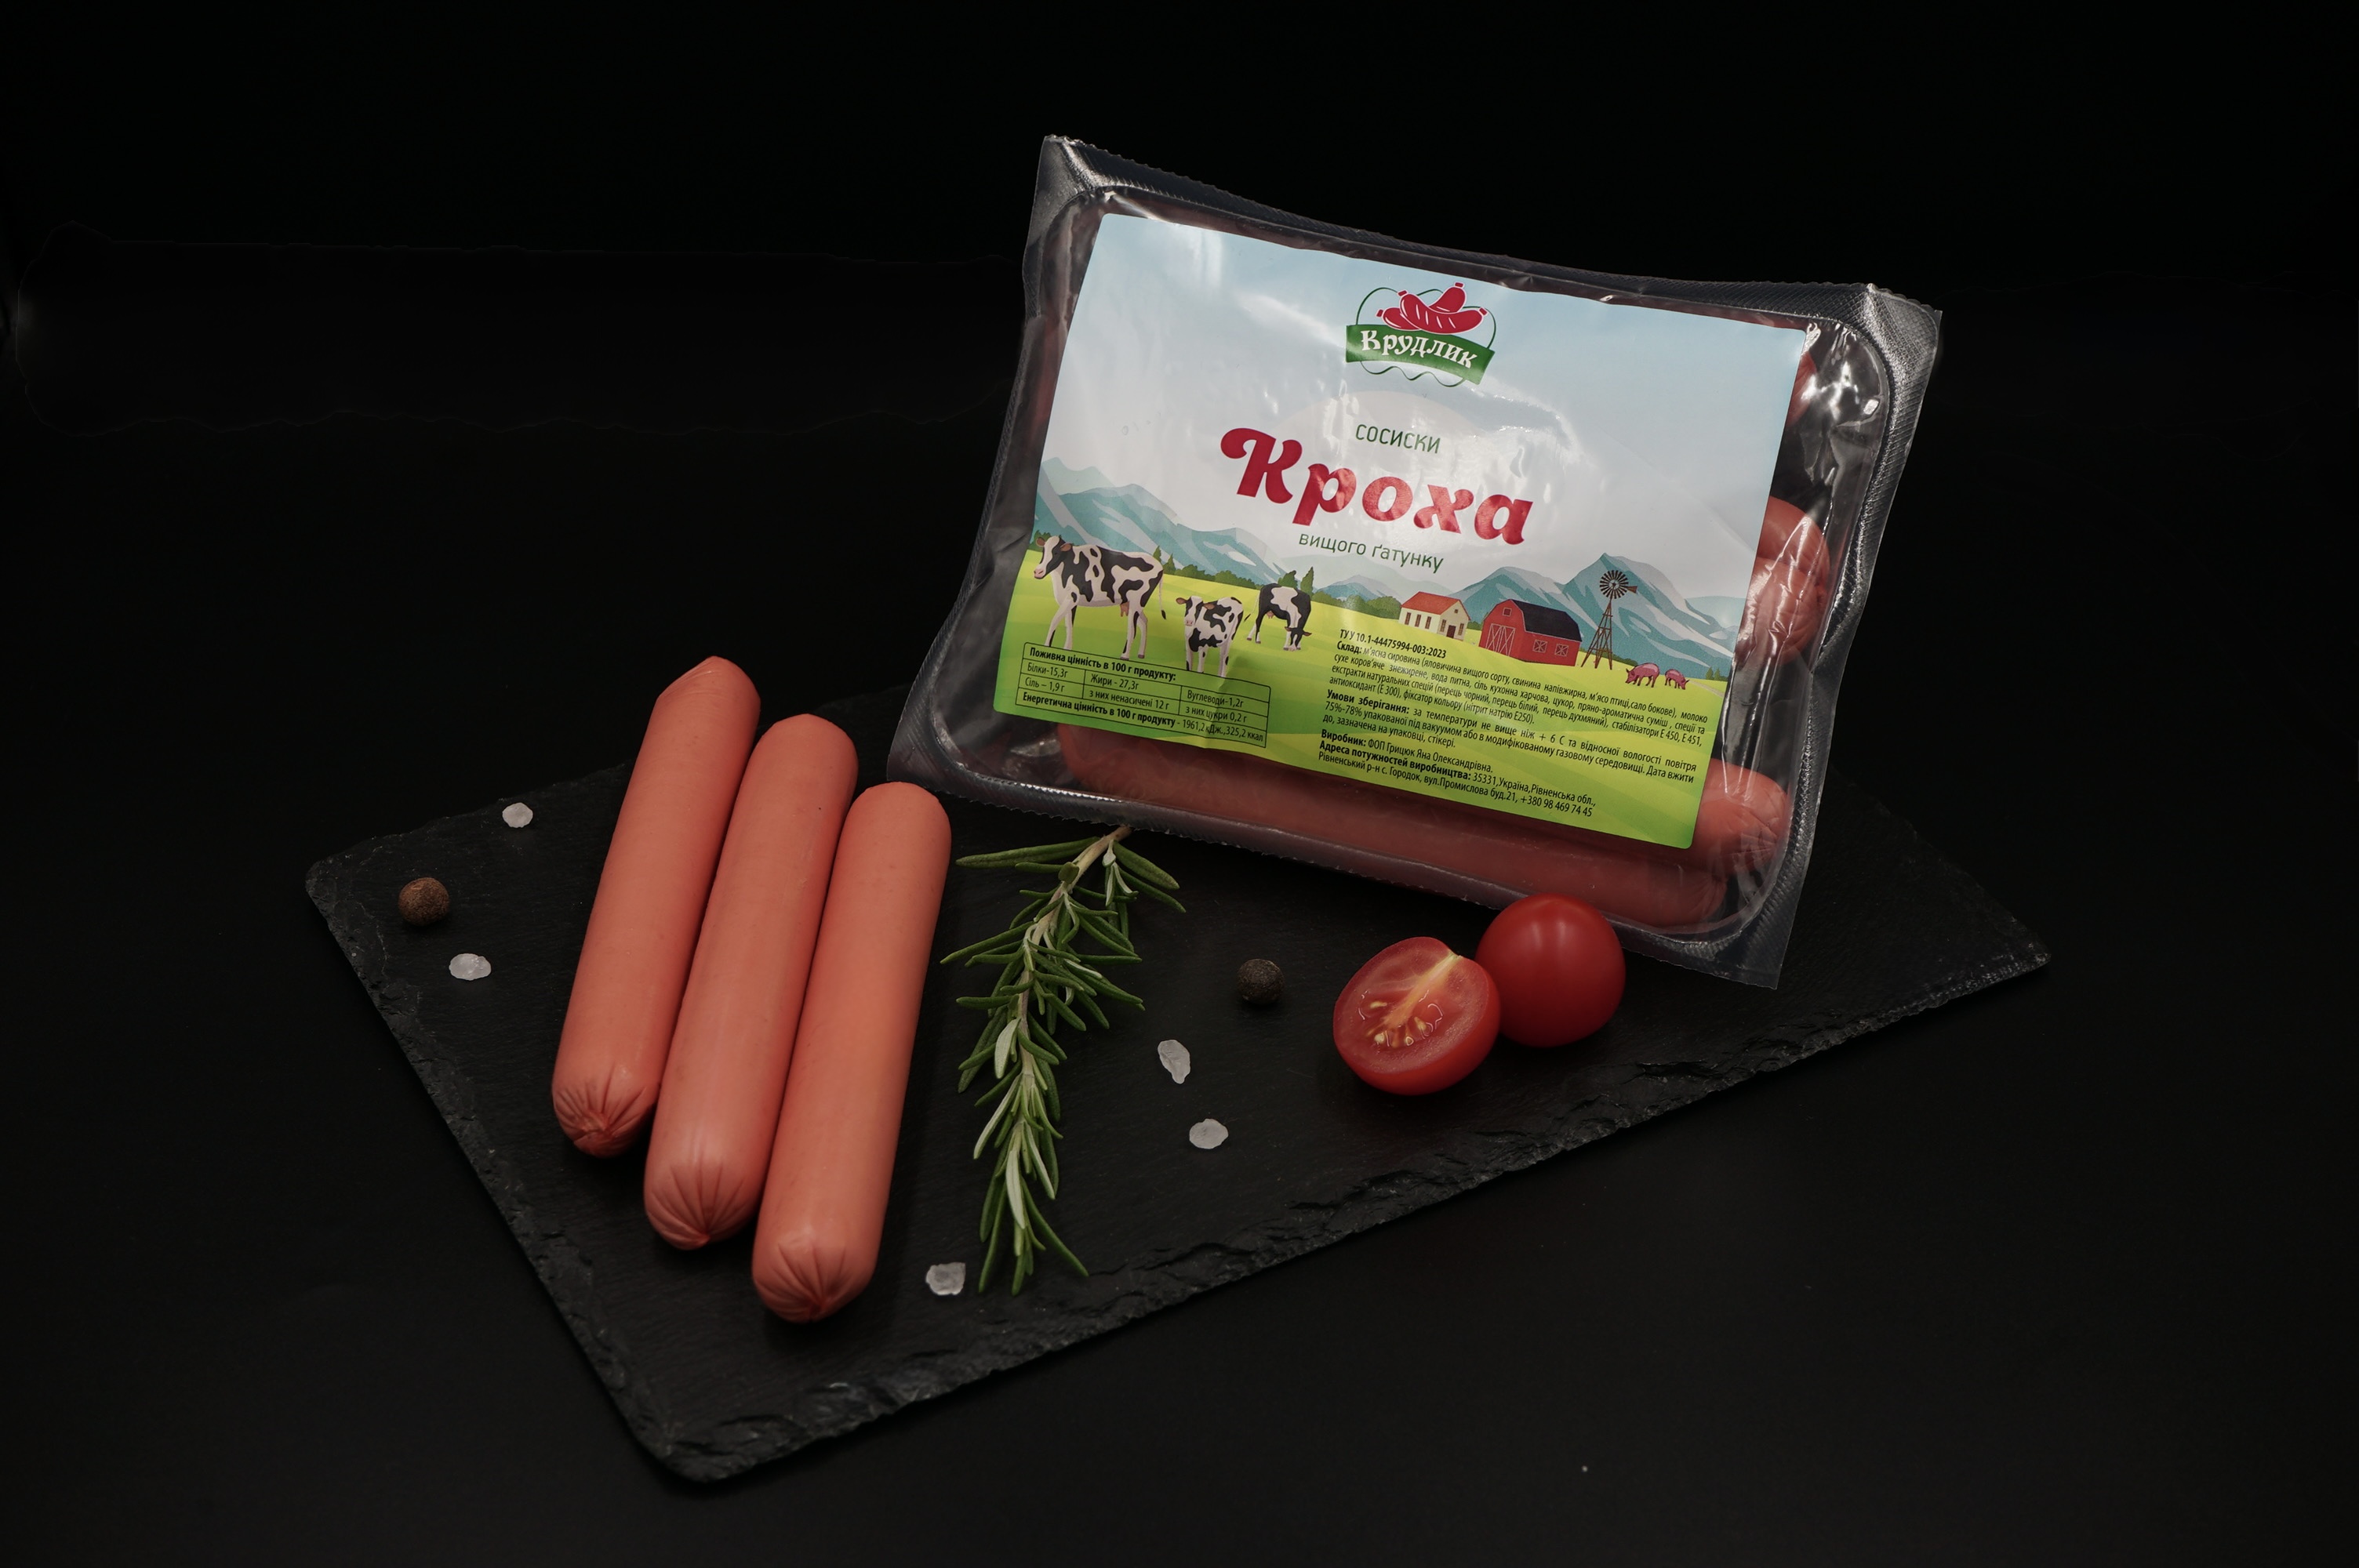 Крудлик
сосиски
Кроха
вищого ґатунку
Поживна цінність в 100 г продукту:
Білки-15,3г Жири - 27,3г Вуглеводи-1,2г
Сіль – 1,9 г з них ненасичені 12 г з них цукри 0,2 г
Енергетична цінність в 100 г продукту - 1961,2 кДж.,325,2 ккал
ТУ У 10.1-44475994-003:2023
Склад: м'ясна сировина (яловичина вищого сорту, свинина напівжирна, м'ясо птиці,сало бокове), молоко
сухе коров'яче знежирене, вода питна, сіль кухонна харчова, цукор, пряно-ароматична суміш , спеції та
екстракти натуральних спецій (перець чорний, перець білий, перець духмяний), стабілізатори Е 450, Е 451,
антиоксидант (Е 300), фіксатор кольору (нітрит натрію Е250).
Умови зберігання: за температури не вище ніж + 6 С та відносної вологості повітря
75%-78% упакованої під вакуумом або в модифікованому газовому середовищі. Дата вжити
до, зазначена на упаковці, стікері.
Виробник: ФОП Грицюк Яна Олександрівна.
Адреса потужностей виробництва: 35331,Україна,Рівненська обл.,
Рівненський р-н с. Городок, вул.Промислова буд.21, +380 98 469 74 45